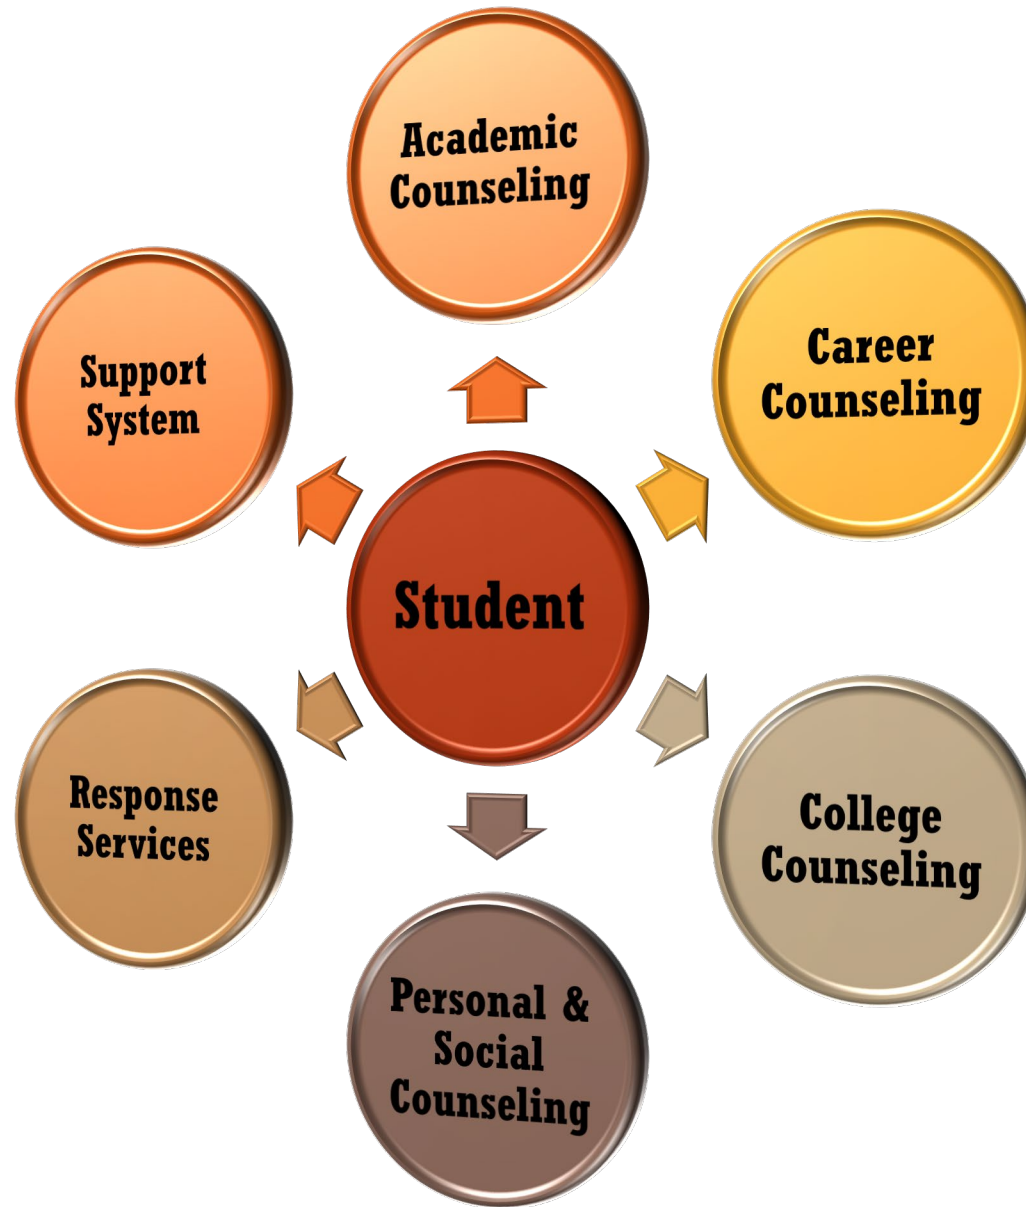 Academic
Counseling
Career
Counseling
College
Counseling
Personal &
Social
Counseling
Response
Services
Support
System
Student